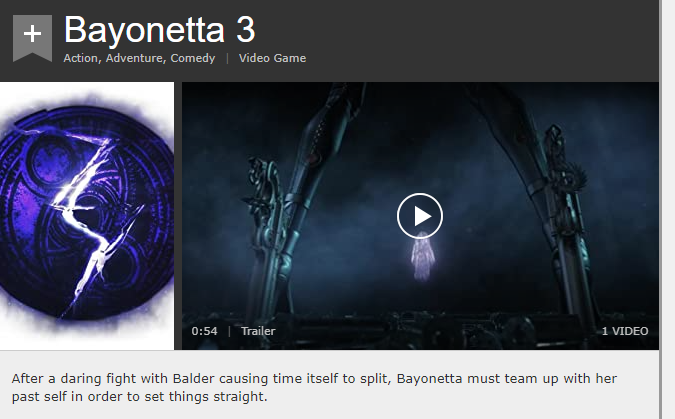 Bayonetta 3
Action, Adventure, Comedy | Video Game
0:54 | Trailer
1 VIDEO
After a daring fight with Balder causing time itself to split, Bayonetta must team up with her
past self in order to set things straight.